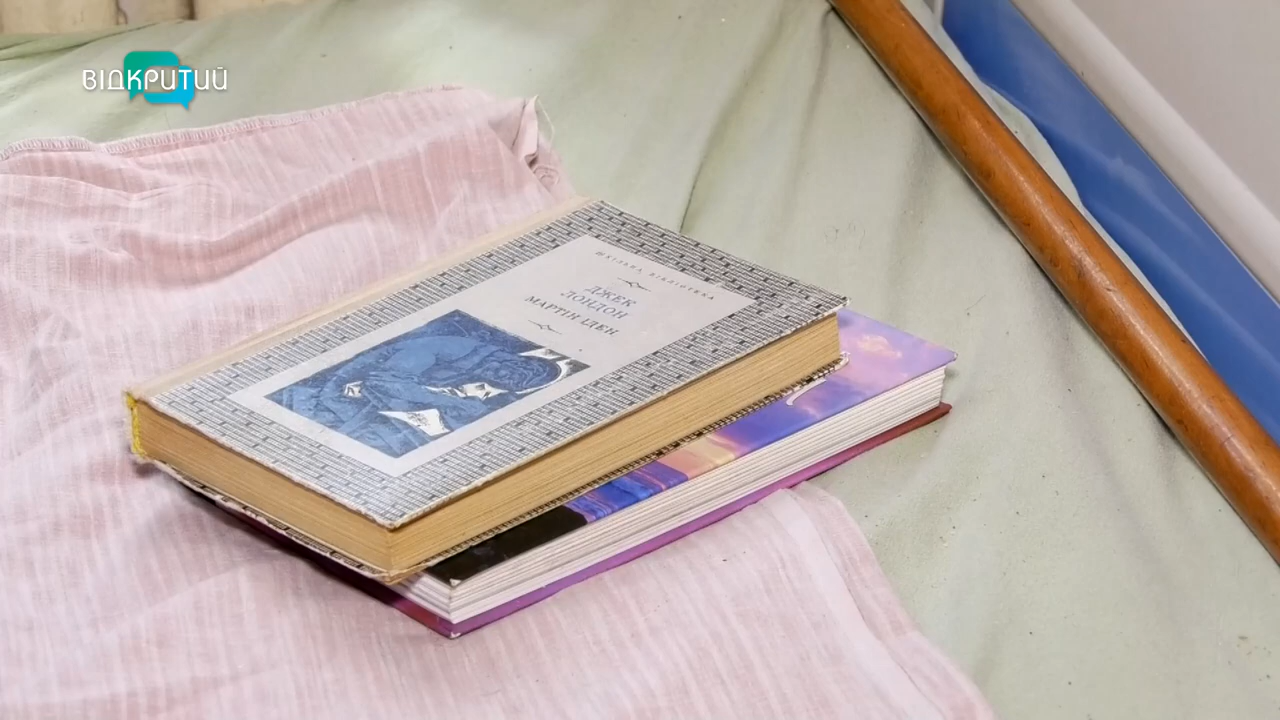 ВІДКРИТИЙ
ШКІЛЬНА БІБЛІОТЕКА
ДЖЕК
ЛОНДОН
МАРТІН ІДЕН